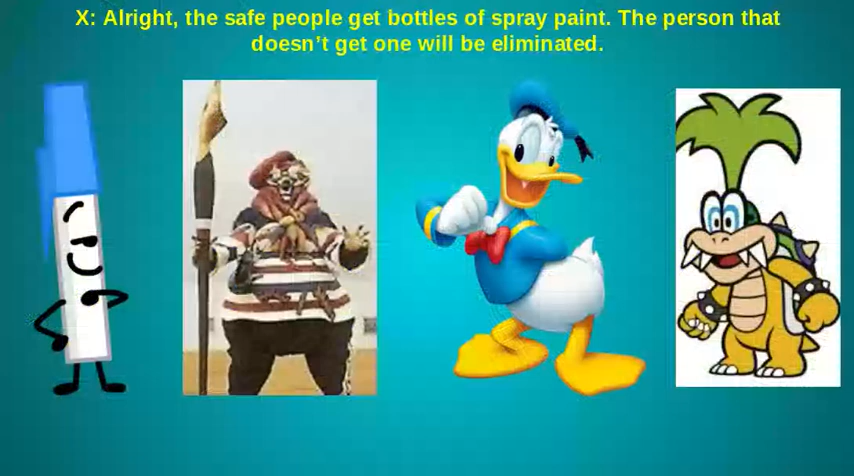 X: Alright, the safe people get bottles of spray paint. The person that
doesn’t get one will be eliminated.